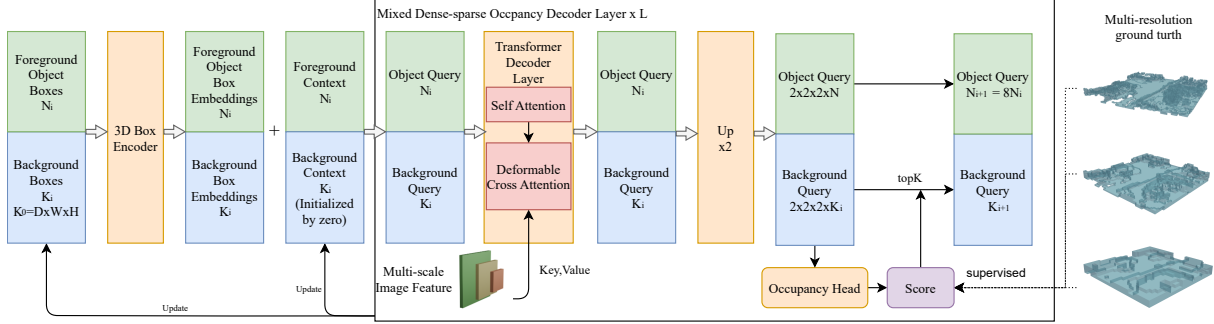 Mixed Dense-sparse Occpancy Decoder Layer x L
Foreground
Object
Boxes
Nᵢ
Background
Boxes
Kᵢ
K⁰=DxWxH
3D Box
Encoder
Foreground
Object
Box
Embeddings
Nᵢ
Background
Box
Embeddings
Kᵢ
+
Foreground
Context
Nᵢ
Background
Context
Kᵢ
(Initialized
by zero)
Object Query
Nᵢ
Background
Query
Kᵢ
Transformer
Decoder
Layer
Self Attention
Deformable
Cross Attention
Multi-scale
Image Feature
Key,Value
Object Query
Nᵢ
Background
Query
Kᵢ
Up
x2
Object Query
2x2x2xN
Background
Query
2x2x2xKᵢ
topK
Object Query
Nᵢ₊₁ = 8Nᵢ
Background
Query
Kᵢ₊₁
Occupancy Head
Score
supervised
Multi-resolution
ground turth
Update
Update